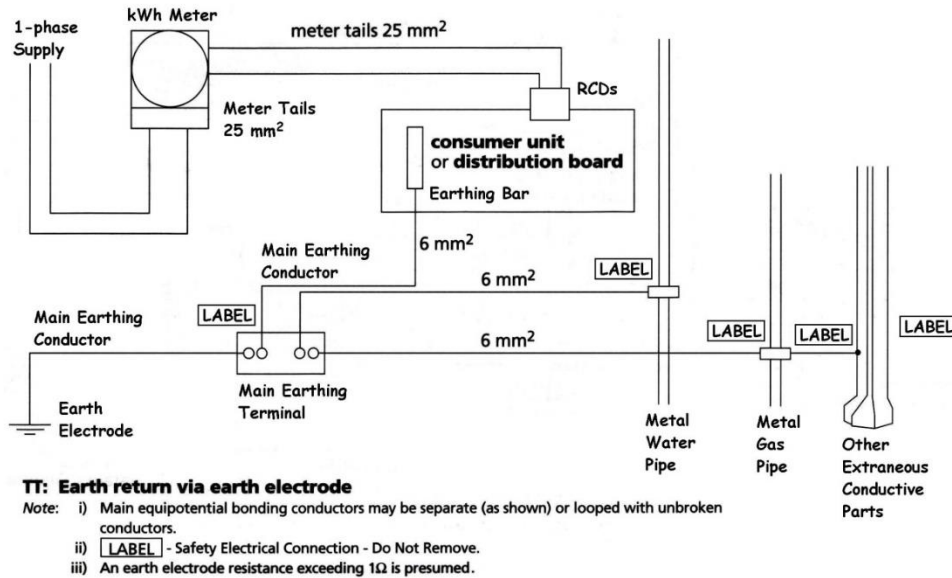 kWh Meter
1-phase
Supply
meter tails 25 mm²
RCDs
Meter Tails
25 mm²
consumer unit
or distribution board
Earthing Bar
6 mm²
Main Earthing
Conductor
6 mm²
LABEL
LABEL
Main Earthing
Conductor
6 mm²
LABEL
LABEL
LABEL
Main Earthing
Terminal
Earth
Electrode
Metal
Water
Pipe
Metal
Gas
Pipe
Other
Extraneous
Conductive
Parts
TT: Earth return via earth electrode
Note: i) Main equipotential bonding conductors may be separate (as shown) or looped with unbroken
conductors.
ii) LABEL - Safety Electrical Connection - Do Not Remove.
iii) An earth electrode resistance exceeding 1Ω is presumed.